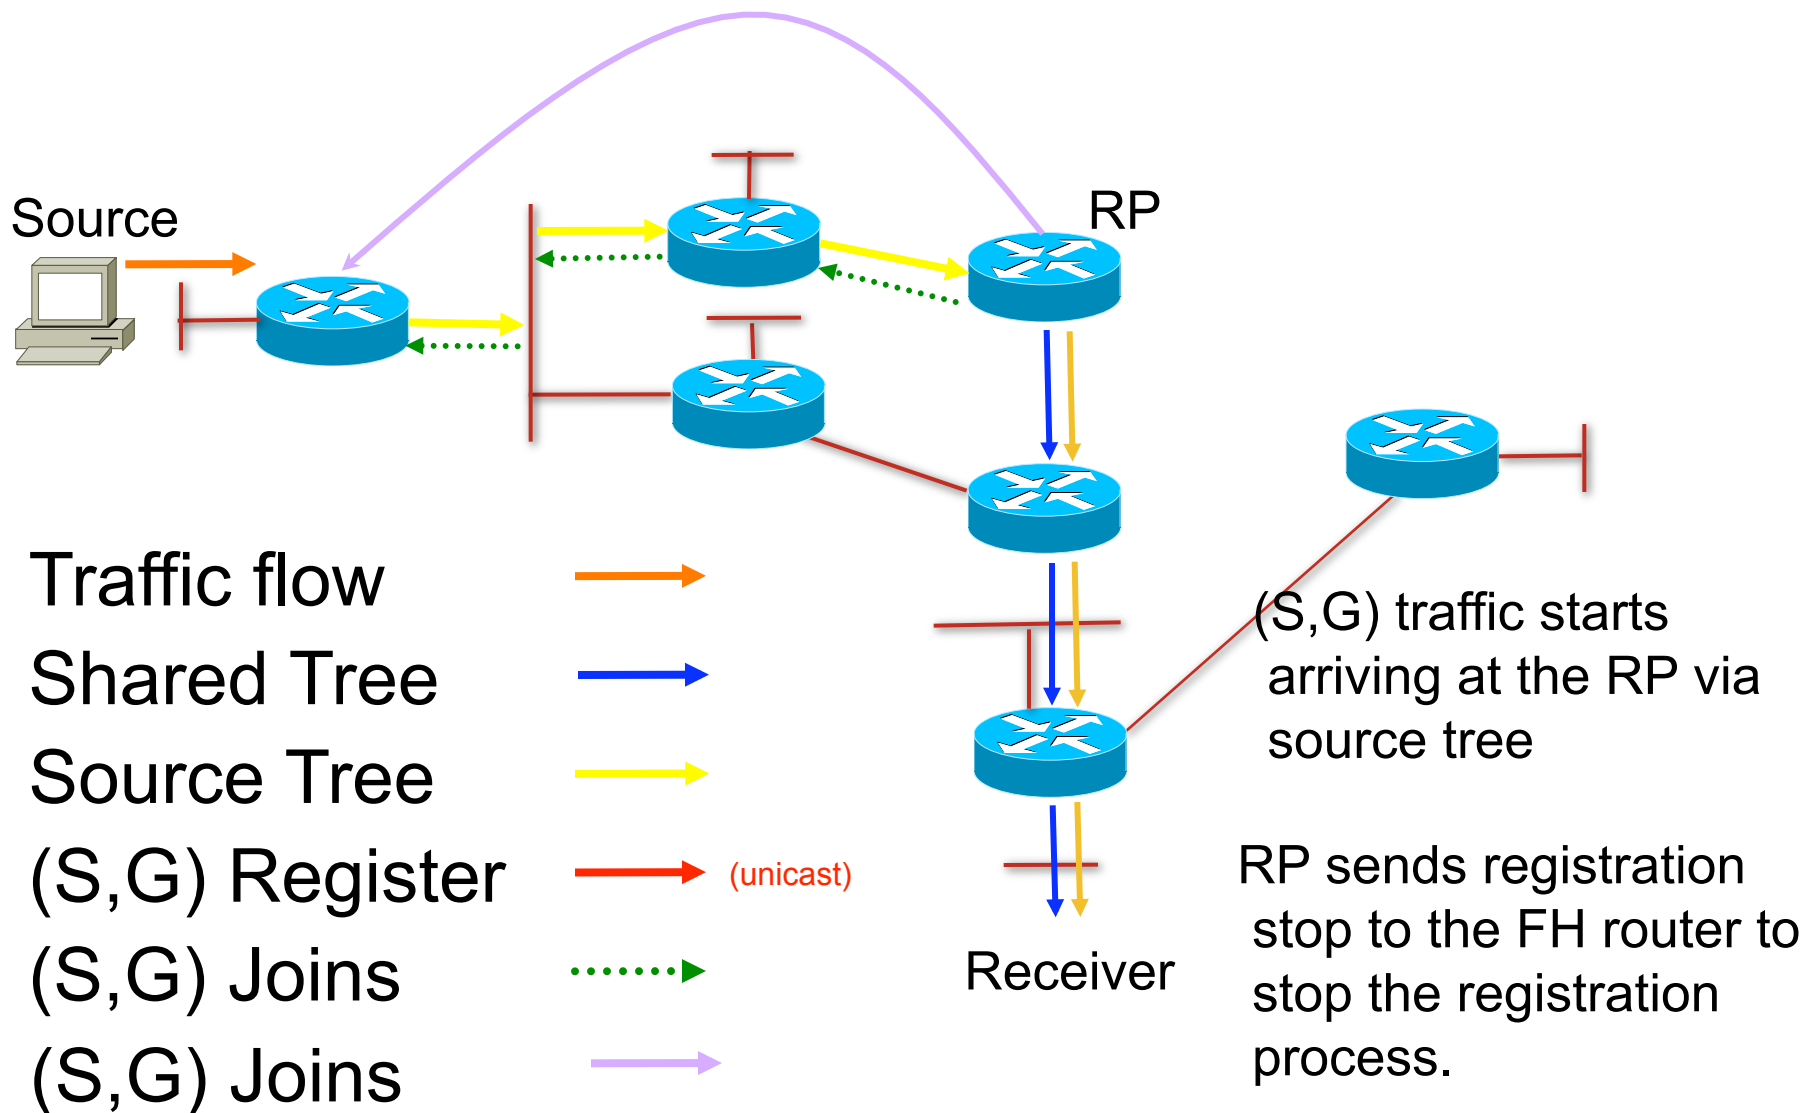 Source
RP
Traffic flow
Shared Tree
Source Tree
(S,G) Register
(unicast)
(S,G) Joins
(S,G) Joins
Receiver
(S,G) traffic starts
arriving at the RP via
source tree
RP sends registration
stop to the FH router to
stop the registration
process.